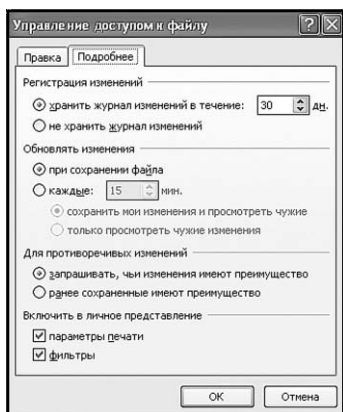 Управление доступом к файлу
Правка Подробнее
Регистрация изменений
хранить журнал изменений в течение: 30 дн.
не хранить журнал изменений
Обновлять изменения
при сохранении файла
каждые: 15 мин.
сохранить мои изменения и просмотреть чужие
только просмотреть чужие изменения
Для противоречивых изменений
запрашивать, чьи изменения имеют преимущество
ранее сохраненные имеют преимущество
Включить в личное представление
параметры печати
фильтры
ОК Отмена